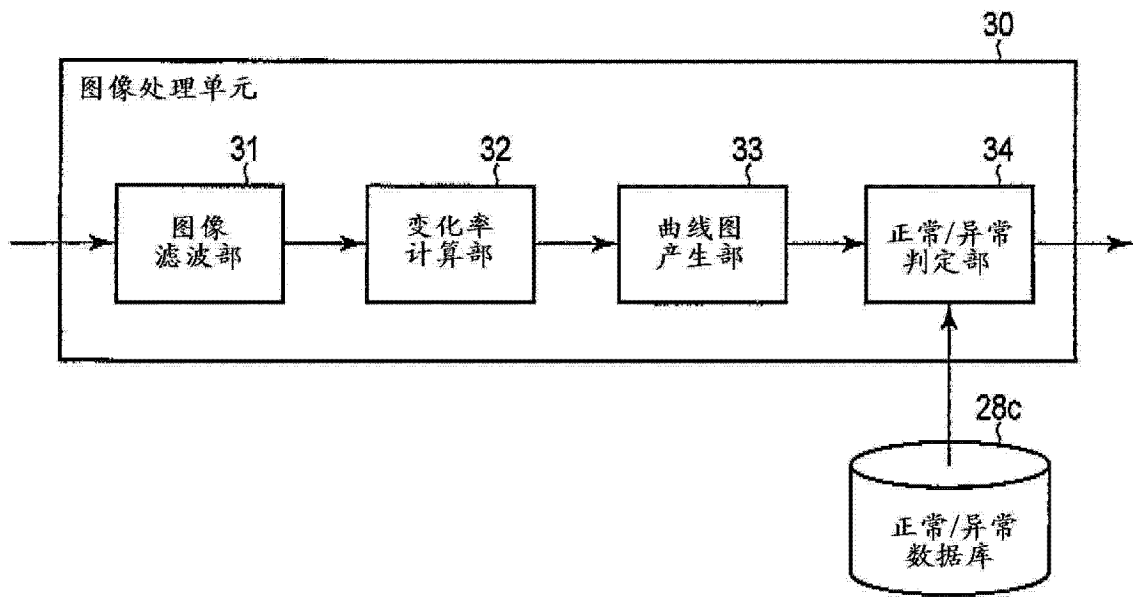 30
图像处理单元
31
32
33
34
图像
滤波部
变化率
计算部
曲线图
产生部
正常/异常
判定部
28c
正常/异常
数据库